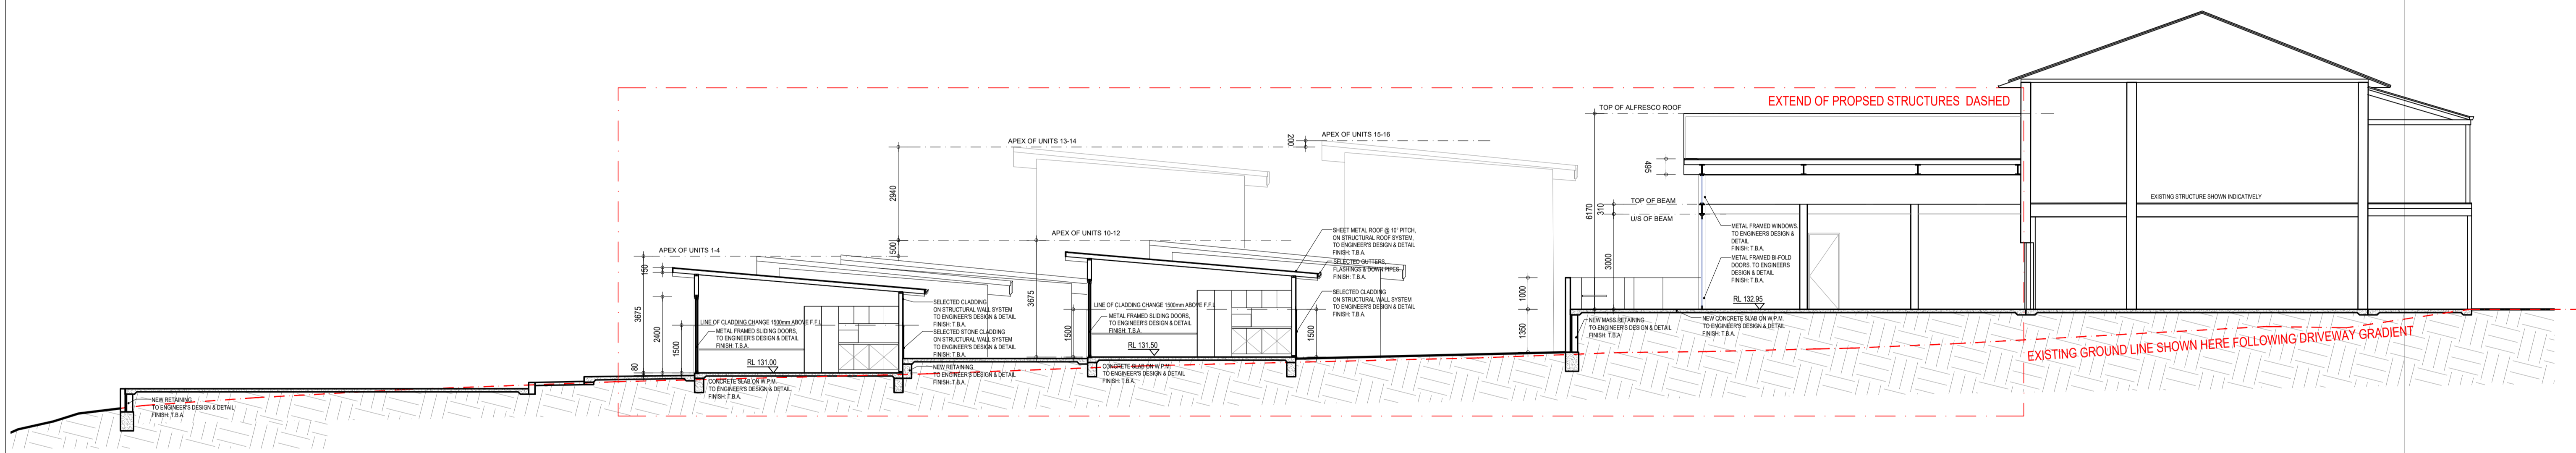 EXTEND OF PROPSED STRUCTURES DASHED
TOP OF ALFRESCO ROOF
APEX OF UNITS 13-14
200
APEX OF UNITS 15-16
495
2940
EXISTING STRUCTURE SHOWN INDICATIVELY
6170
310
TOP OF BEAM
U/S OF BEAM
APEX OF UNITS 1-4
500
APEX OF UNITS 10-12
150
3675
2400
1500
80
LINE OF CLADDING CHANGE 1500mm ABOVE F.F.L
METAL FRAMED SLIDING DOORS,
TO ENGINEER'S DESIGN & DETAIL
FINISH: T.B.A.
RL 131.00
CONCRETE SLAB ON W.P.M.
TO ENGINEER'S DESIGN & DETAIL
FINISH: T.B.A.
SELECTED CLADDING
ON STRUCTURAL WALL SYSTEM
TO ENGINEER'S DESIGN & DETAIL
FINISH: T.B.A.
SELECTED STONE CLADDING
ON STRUCTURAL WALL SYSTEM
TO ENGINEER'S DESIGN & DETAIL
FINISH: T.B.A.
NEW RETAINING
TO ENGINEER'S DESIGN & DETAIL
FINISH: T.B.A.
3675
1500
LINE OF CLADDING CHANGE 1500mm ABOVE F.F.L
METAL FRAMED SLIDING DOORS,
TO ENGINEER'S DESIGN & DETAIL
FINISH: T.B.A.
RL 131.50
CONCRETE SLAB ON W.P.M.
TO ENGINEER'S DESIGN & DETAIL
FINISH: T.B.A.
SHEET METAL ROOF @ 10° PITCH,
ON STRUCTURAL ROOF SYSTEM,
TO ENGINEER'S DESIGN & DETAIL
FINISH: T.B.A.
SELECTED GUTTERS,
FLASHINGS & DOWN PIPES
FINISH: T.B.A.
SELECTED CLADDING
ON STRUCTURAL WALL SYSTEM
TO ENGINEER'S DESIGN & DETAIL
FINISH: T.B.A.
1500
1000
1350
3000
METAL FRAMED WINDOWS,
TO ENGINEERS DESIGN &
DETAIL
FINISH: T.B.A.
METAL FRAMED BI-FOLD
DOORS, TO ENGINEERS
DESIGN & DETAIL
FINISH: T.B.A.
RL 132.95
NEW MASS RETAINING
TO ENGINEER'S DESIGN & DETAIL
FINISH: T.B.A.
NEW CONCRETE SLAB ON W.P.M.
TO ENGINEER'S DESIGN & DETAIL
FINISH: T.B.A.
EXISTING GROUND LINE SHOWN HERE FOLLOWING DRIVEWAY GRADIENT
NEW RETAINING
TO ENGINEER'S DESIGN & DETAIL
FINISH: T.B.A.